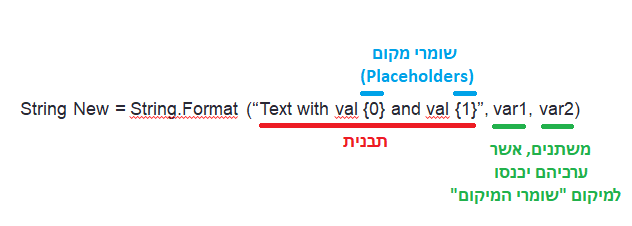 שומרי מקום
(Placeholders)
String New = String.Format (“Text with val {0} and val {1}”, var1, var2)
תבנית
משתנים, אשר
ערכיהם יכנסו
למיקום "שומרי המיקום"